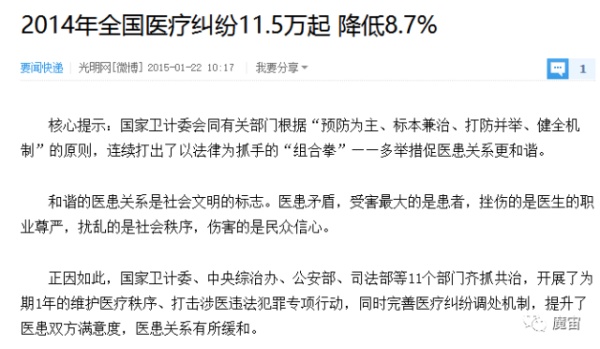 2014年全国医疗纠纷11.5万起 降低8.7%
要闻快递 光明网[微博] 2015-01-22 10:17 我要分享 1
核心提示：国家卫计委会同有关部门根据“预防为主、标本兼治、打防并举、健全机
制”的原则，连续打出了以法律为抓手的“组合拳”——多举措促医患关系更和谐。
和谐的医患关系是社会文明的标志。医患矛盾，受害最大的是患者，挫伤的是医生的职
业尊严，扰乱的是社会秩序，伤害的是民众信心。
正因如此，国家卫计委、中央综治办、公安部、司法部等11个部门齐抓共治，开展了为
期1年的维护医疗秩序、打击涉医违法犯罪专项行动，同时完善医疗纠纷调处机制，提升了
医患双方满意度，医患关系有所缓和。
魔宙